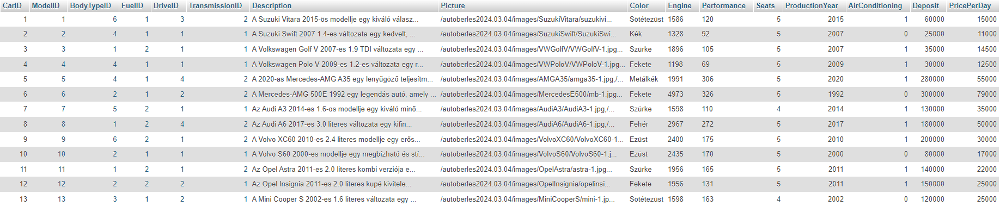 CarID ModelID BodyTypeID FuelID DriveID TransmissionID Description Picture Color Engine Performance Seats ProductionYear AirConditioning Deposit PricePerDay
1 1 6 1 3 2 A Suzuki Vitara 2015-ös modellje egy kiváló válasz... /autoberles2024.03.04/images/SuzukiVitara/suzukivi... Sötétezüst 1586 120 5 2015 1 60000 15000
2 2 4 1 1 1 A Suzuki Swift 2007 1.4-es változata egy kedvelt, ... /autoberles2024.03.04/images/SuzukiSwift/SuzukiSwi... Kék 1328 92 5 2007 0 25000 11000
3 3 1 2 1 1 A Volkswagen Golf V 2007-es 1.9 TDI változata egy ... /autoberles2024.03.04/images/VWGolfV/VWGolfV-1.jpg... Szürke 1896 105 5 2007 1 35000 14500
4 4 4 1 1 1 A Volkswagen Polo V 2009-es 1.2-es változata egy r... /autoberles2024.03.04/images/VWPoloV/VWPoloV-1.jpg... Fekete 1198 69 5 2009 1 30000 12500
5 5 4 1 4 2 A 2020-as Mercedes-AMG A35 egy lenyűgöző teljesítm... /autoberles2024.03.04/images/AMGA35/amga35-1.jpg,/... Metálkék 1991 306 5 2020 1 280000 55000
6 6 2 1 2 2 A Mercedes-AMG 500E 1992 egy legendás autó, amely ... /autoberles2024.03.04/images/MercedesE500/mb-1.jpg... Fekete 4973 326 5 1992 0 300000 79000
7 7 5 2 1 1 Az Audi A3 2014-es 1.6-os modellje egy kiváló minő... /autoberles2024.03.04/images/AudiA3/AudiA3-1.jpg,/... Szürke 1598 110 4 2014 1 130000 35000
8 8 1 2 4 2 Az Audi A6 2017-es 3.0 literes változata egy kifin... /autoberles2024.03.04/images/AudiA6/AudiA6-1.jpg,/... Fehér 2967 272 5 2017 1 180000 50000
9 9 6 2 1 2 A Volvo XC60 2010-es 2.4 literes modellje egy erős... /autoberles2024.03.04/images/VolvoXC60/VolvoXC60-1... Ezüst 2400 175 5 2010 1 200000 30000
10 10 2 1 1 1 A Volvo S60 2000-es modellje egy megbízható és stí... /autoberles2024.03.04/images/VolvoS60/VolvoS60-1.j... Ezüst 2435 170 5 2000 0 80000 17000
11 11 1 2 1 2 Az Opel Astra 2011-es 2.0 literes kombi verziója e... /autoberles2024.03.04/images/OpelAstra/astra-1.jpg... Szürke 1956 165 5 2011 1 140000 22000
12 12 2 2 2 1 Az Opel Insignia 2011-es 2.0 literes kupé kivitele... /autoberles2024.03.04/images/OpelInsignia/opelinsi... Fekete 1956 131 5 2011 1 150000 25000
13 13 3 1 2 1 A Mini Cooper S 2002-es 1.6 literes változata egy ... /autoberles2024.03.04/images/MiniCooperS/mini-1.jp... Sötétezüst 1598 163 4 2002 0 120000 25000